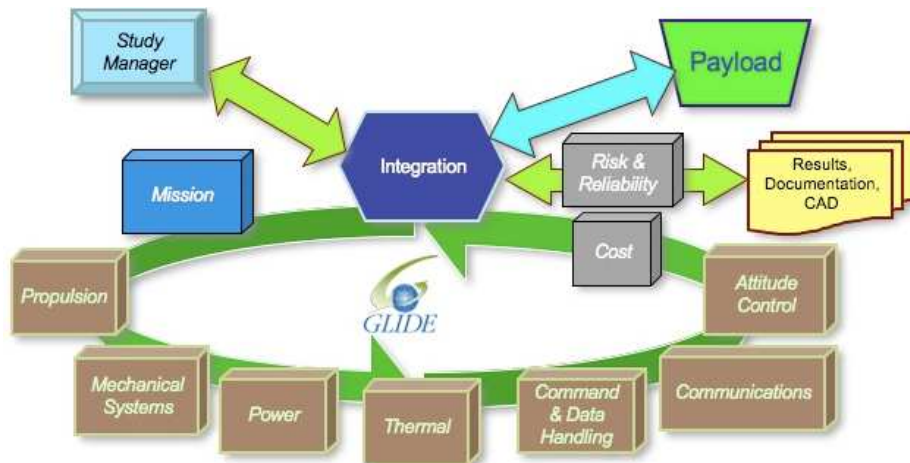 Study
Manager
Payload
Integration
Risk &
Reliability
Results,
Documentation,
CAD
Mission
Cost
Propulsion
GLIDE
Attitude
Control
Mechanical
Systems
Power
Thermal
Command
& Data
Handling
Communications